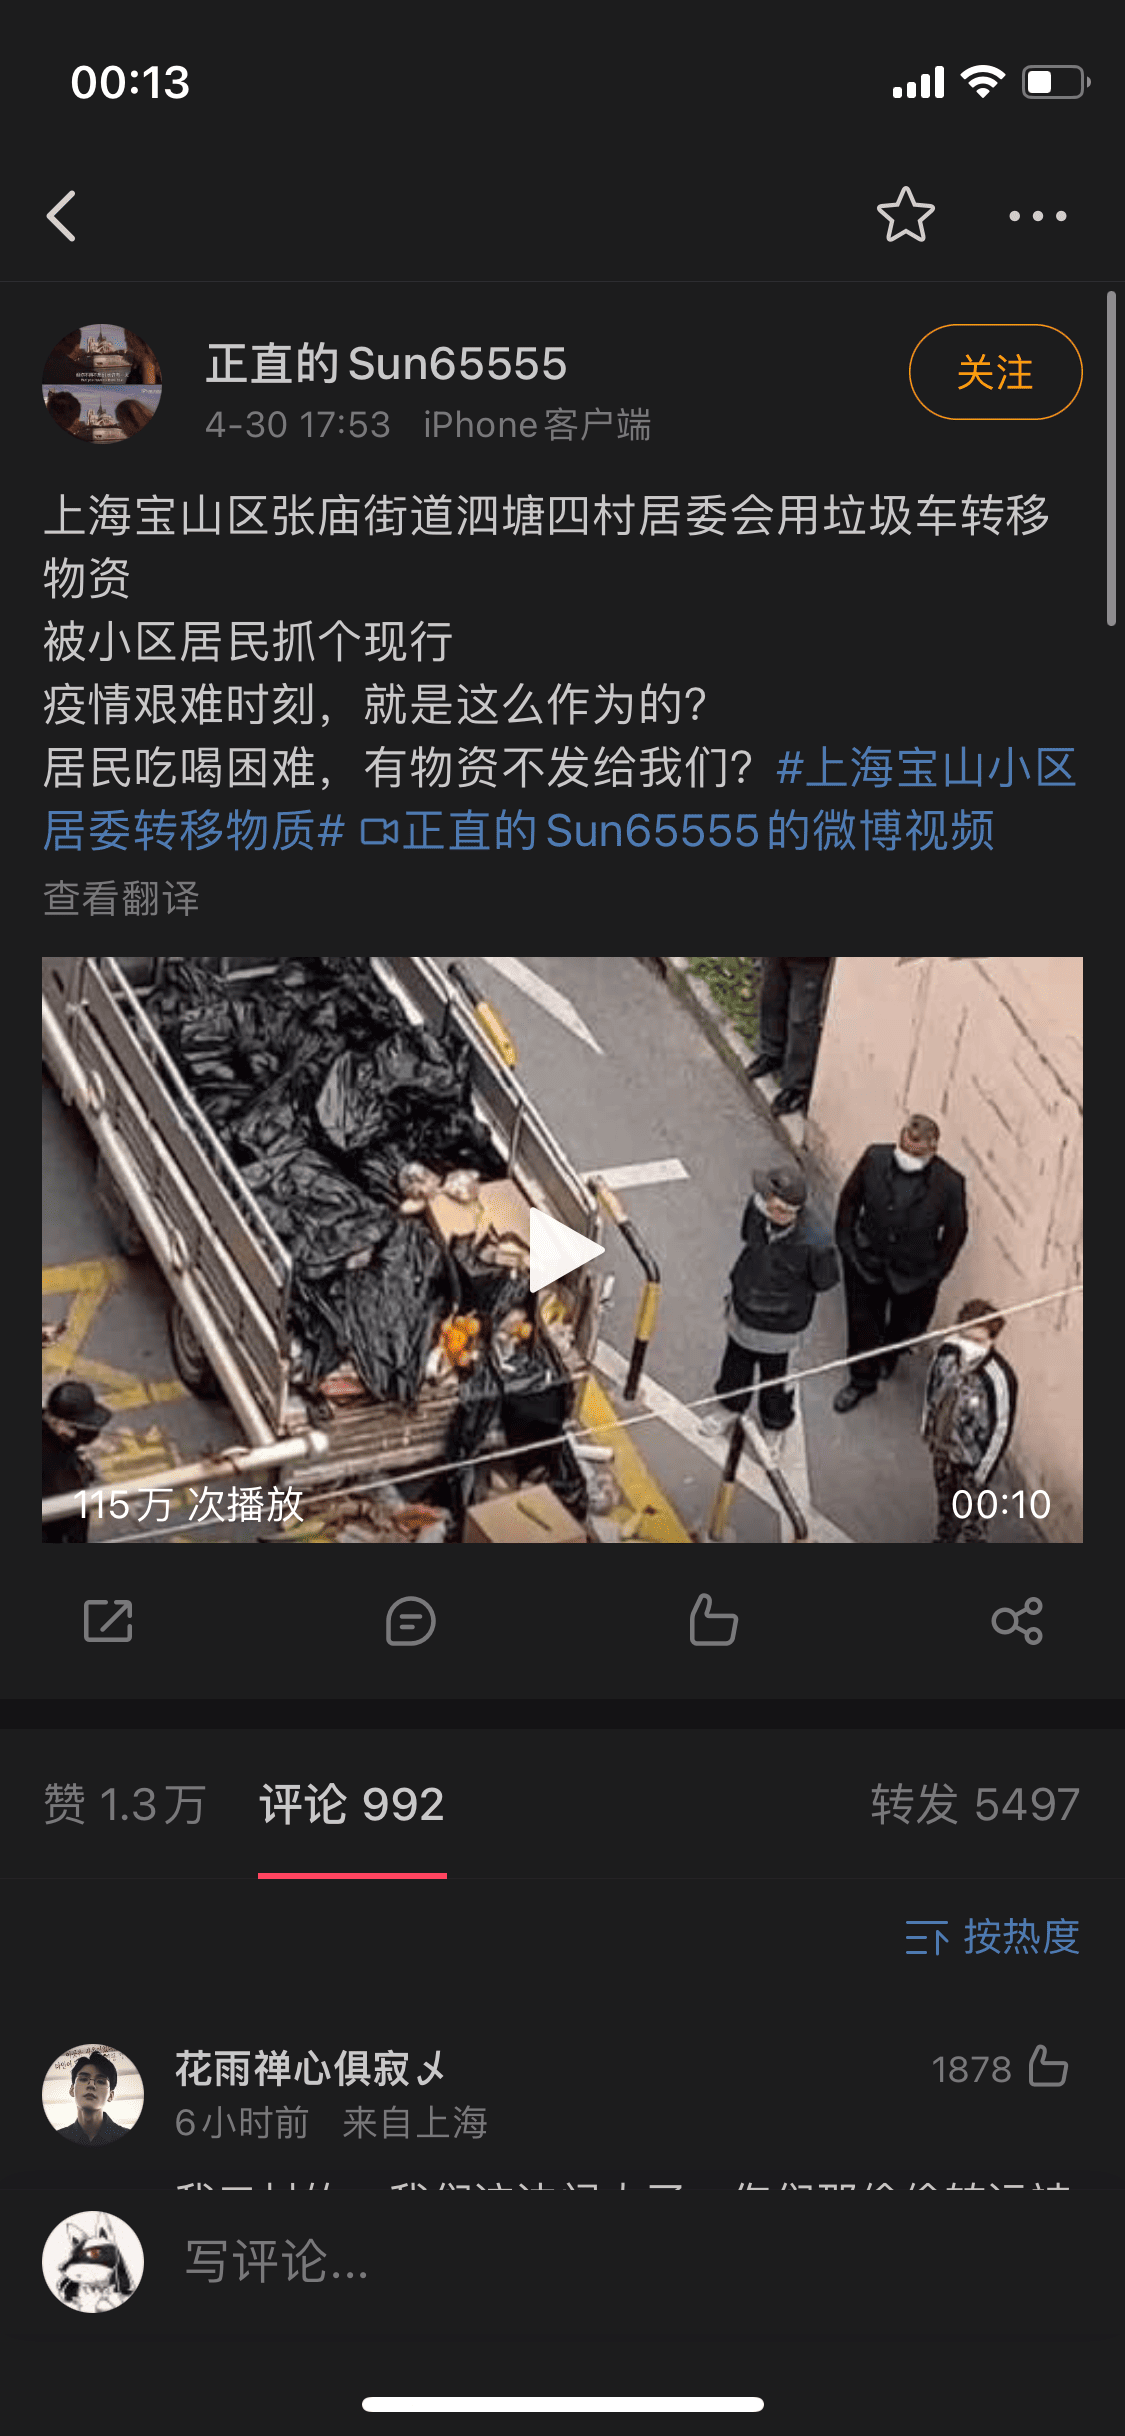 00:13
正直的Sun65555
关注
4-30 17:53 iPhone客户端
上海宝山区张庙街道泗塘四村居委会用垃圾车转移
物资
被小区居民抓个现行
疫情艰难时刻，就是这么作为的？
居民吃喝困难，有物资不发给我们？#上海宝山小区
居委转移物质# 正直的Sun65555的微博视频
查看翻译
115万 次播放
00:10
赞 1.3万 评论 992 转发 5497
按热度
花雨禅心俱寂乄
1878
6小时前 来自上海
写评论...